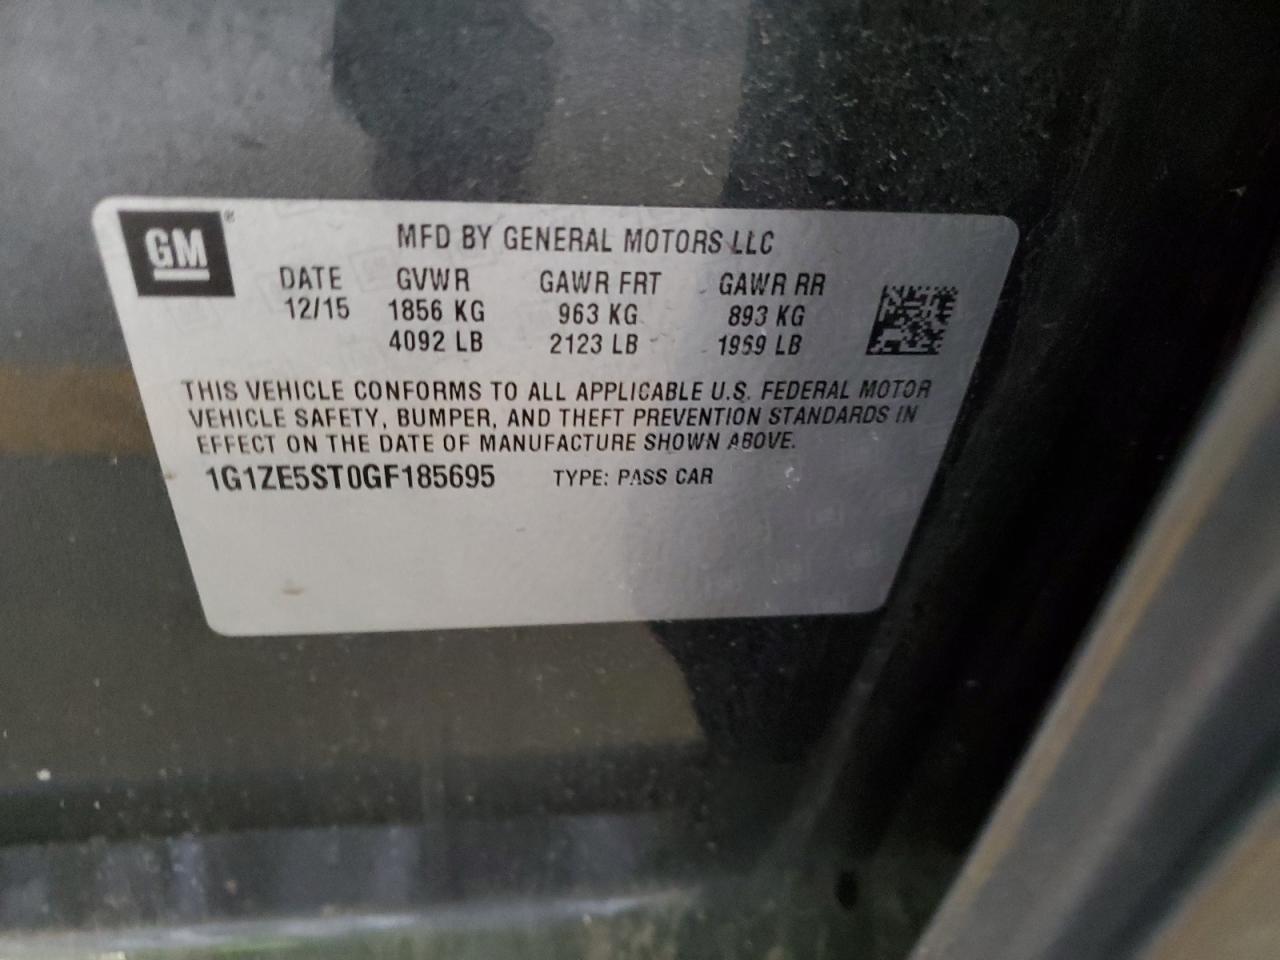 GM®
MFD BY GENERAL MOTORS LLC
DATE GVWR GAWR FRT GAWR RR
12/15 1856 KG 963 KG 893 KG
4092 LB 2123 LB 1969 LB
THIS VEHICLE CONFORMS TO ALL APPLICABLE U.S. FEDERAL MOTOR
VEHICLE SAFETY, BUMPER, AND THEFT PREVENTION STANDARDS IN
EFFECT ON THE DATE OF MANUFACTURE SHOWN ABOVE.
1G1ZE5ST0GF185695 TYPE: PASS CAR